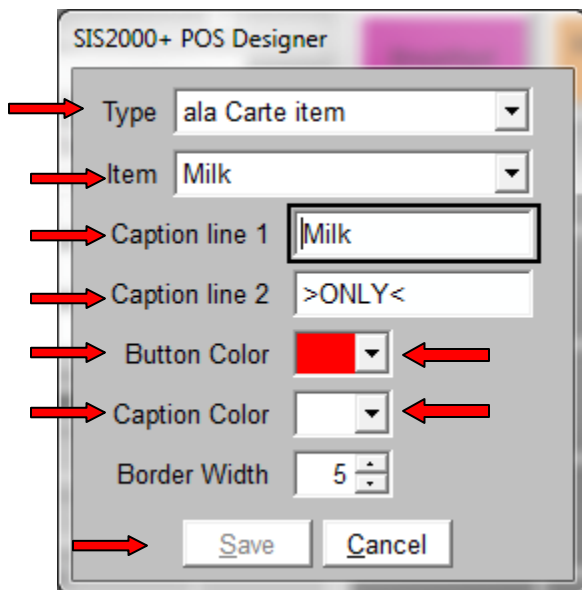 SIS2000+ POS Designer
Type ala Carte item
Item Milk
Caption line 1 Milk
Caption line 2 >ONLY<
Button Color
Caption Color
Border Width 5
Save Cancel